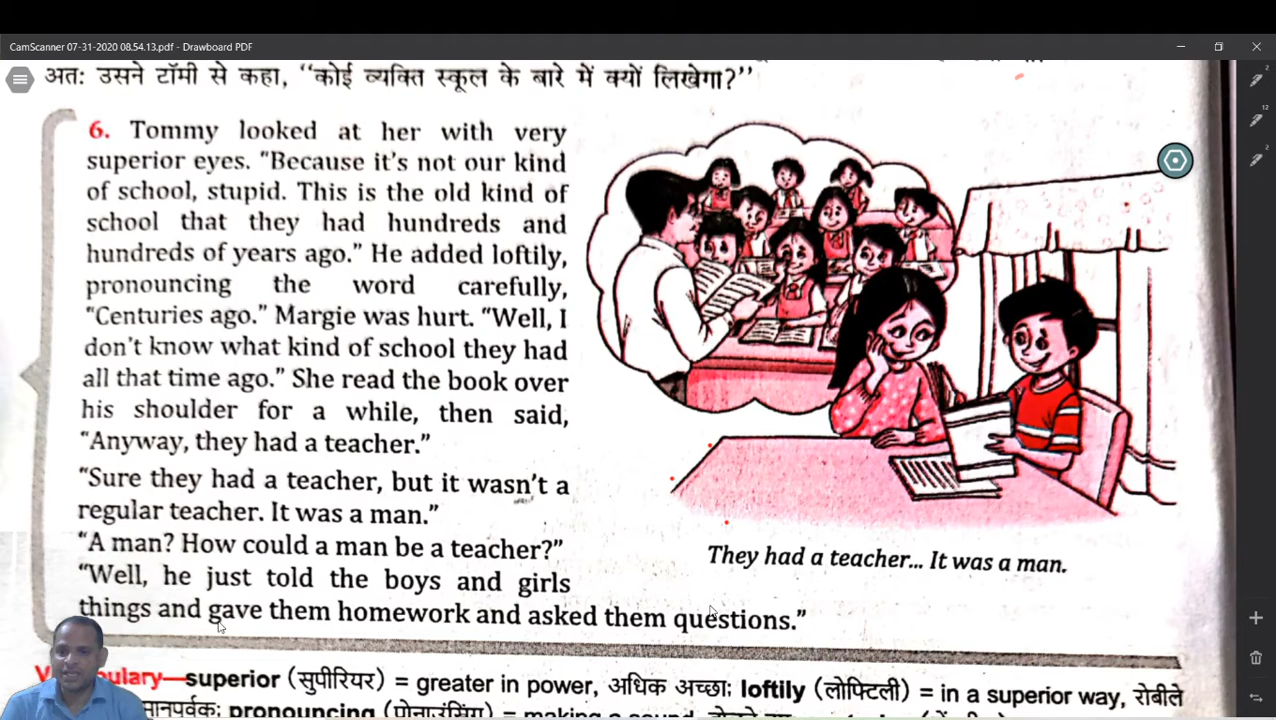 CamScanner 07-31-2020 08.54.13.pdf - Drawboard PDF
अतः उसने टॉमी से कहा, “कोई व्यक्ति स्कूल के बारे में क्यों लिखेगा?”
6. Tommy looked at her with very
superior eyes. “Because it’s not our kind
of school, stupid. This is the old kind of
school that they had hundreds and
hundreds of years ago.” He added loftily,
pronouncing the word carefully,
“Centuries ago.” Margie was hurt. “Well, I
don’t know what kind of school they had
all that time ago.” She read the book over
his shoulder for a while, then said,
“Anyway, they had a teacher.”
“Sure they had a teacher, but it wasn’t a
regular teacher. It was a man.”
“A man? How could a man be a teacher?”
“Well, he just told the boys and girls
things and gave them homework and asked them questions.”
They had a teacher... It was a man.
superior (सुपीरियर) = greater in power, अधिक अच्छा; loftily (लोफ्टिली) = in a superior way, रोबीले
pronouncing (प्रोनाउंसिंग) = making a sound,
2
12
2